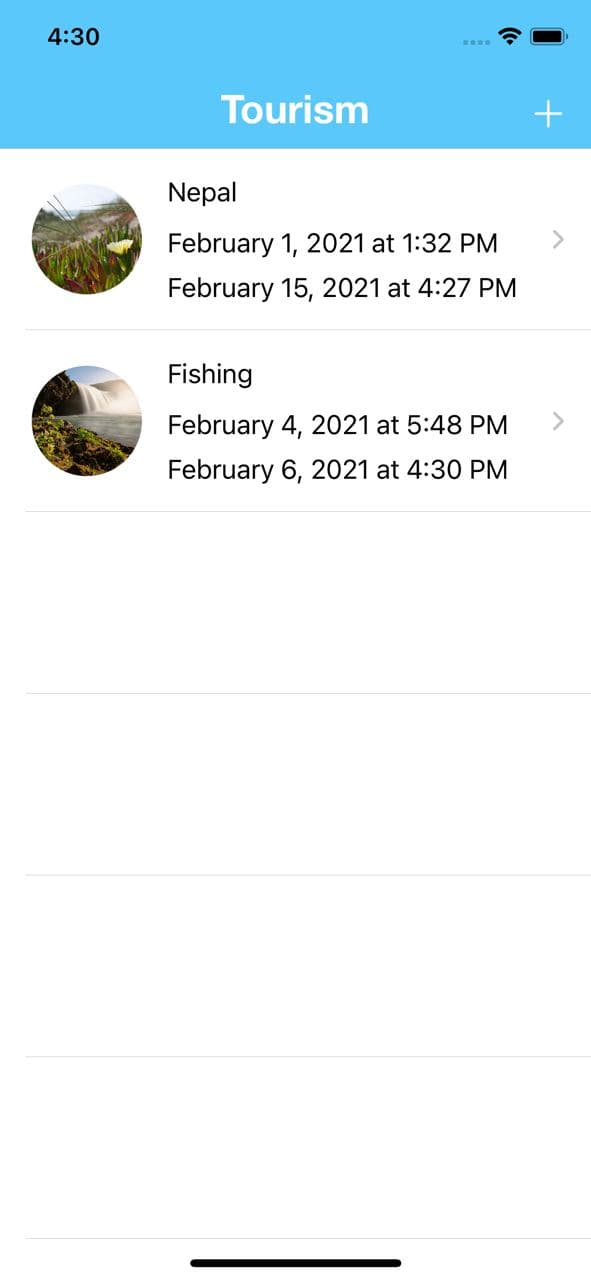 4:30
Tourism
Nepal
February 1, 2021 at 1:32 PM
February 15, 2021 at 4:27 PM
Fishing
February 4, 2021 at 5:48 PM
February 6, 2021 at 4:30 PM